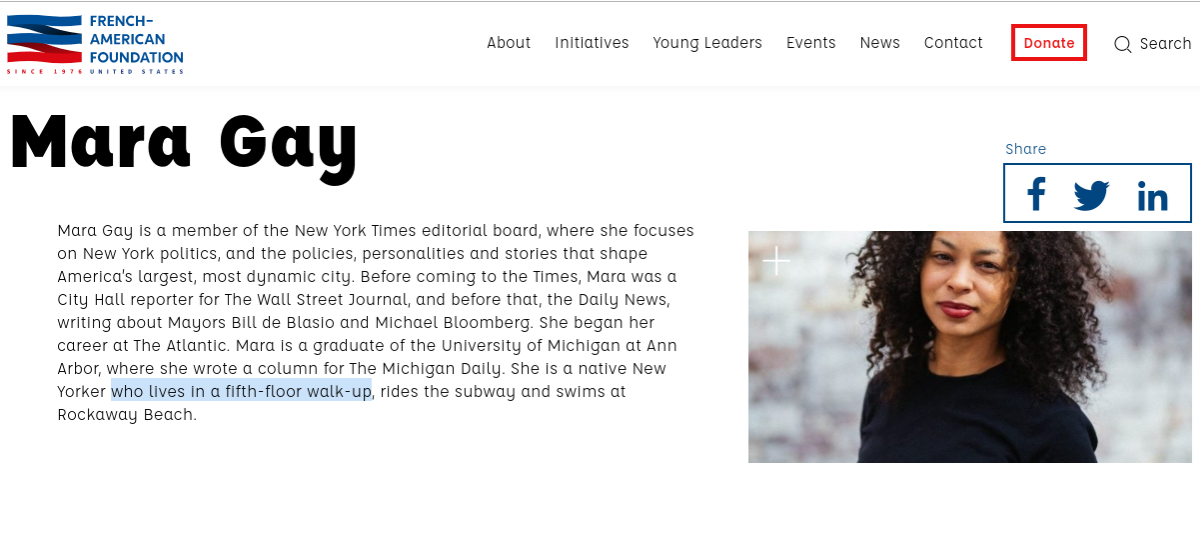 FRENCH-
AMERICAN
FOUNDATION
SINCE 1976 UNITED STATES
About Initiatives Young Leaders Events News Contact Donate Search
Mara Gay
Share
Mara Gay is a member of the New York Times editorial board, where she focuses
on New York politics, and the policies, personalities and stories that shape
America's largest, most dynamic city. Before coming to the Times, Mara was a
City Hall reporter for The Wall Street Journal, and before that, the Daily News,
writing about Mayors Bill de Blasio and Michael Bloomberg. She began her
career at The Atlantic. Mara is a graduate of the University of Michigan at Ann
Arbor, where she wrote a column for The Michigan Daily. She is a native New
Yorker who lives in a fifth-floor walk-up, rides the subway and swims at
Rockaway Beach.